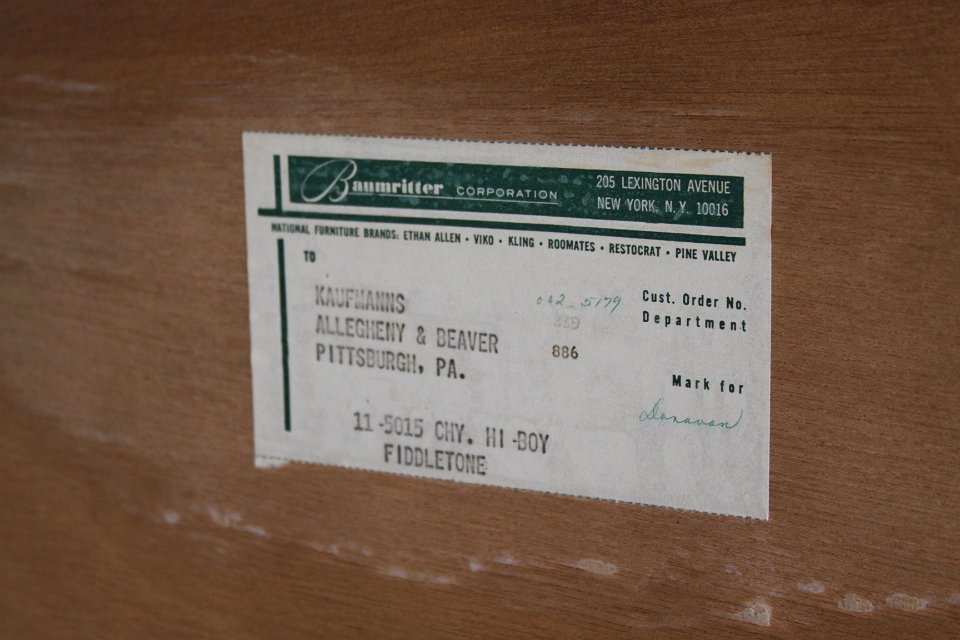 Baumritter CORPORATION
205 LEXINGTON AVENUE
NEW YORK, N. Y. 10016
NATIONAL FURNITURE BRANDS: ETHAN ALLEN • VIKO • KLING • ROOMATES • RESTOCRAT • PINE VALLEY
TO
KAUFMANNS
ALLEGHENY & BEAVER
PITTSBURGH, PA.
002-5179
Cust. Order No.
Department
886
Mark for
Donavan
11-5015 CHY. HI-BOY
FIDDLETONE